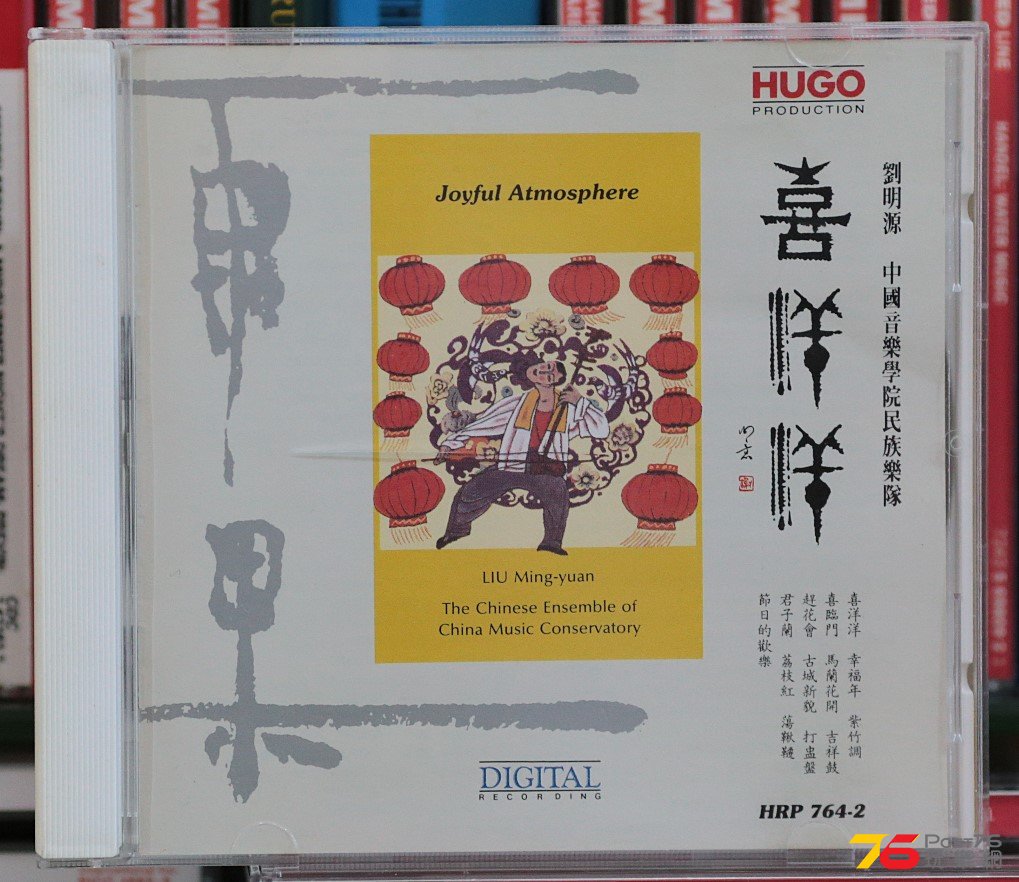 HUGO
PRODUCTION
Joyful Atmosphere
喜洋洋
劉明源 中國音樂學院民族樂隊
LIU Ming-yuan
The Chinese Ensemble of
China Music Conservatory
喜洋洋 幸福年 紫竹調
喜臨門 馬蘭花開 吉祥鼓
趕花會 古城新貌 打盅盤
君子蘭 荔枝紅 蕩鞦韆
節日的歡樂
DIGITAL
RECORDING
HRP 764-2
HANDEL WATER MUSIC
76